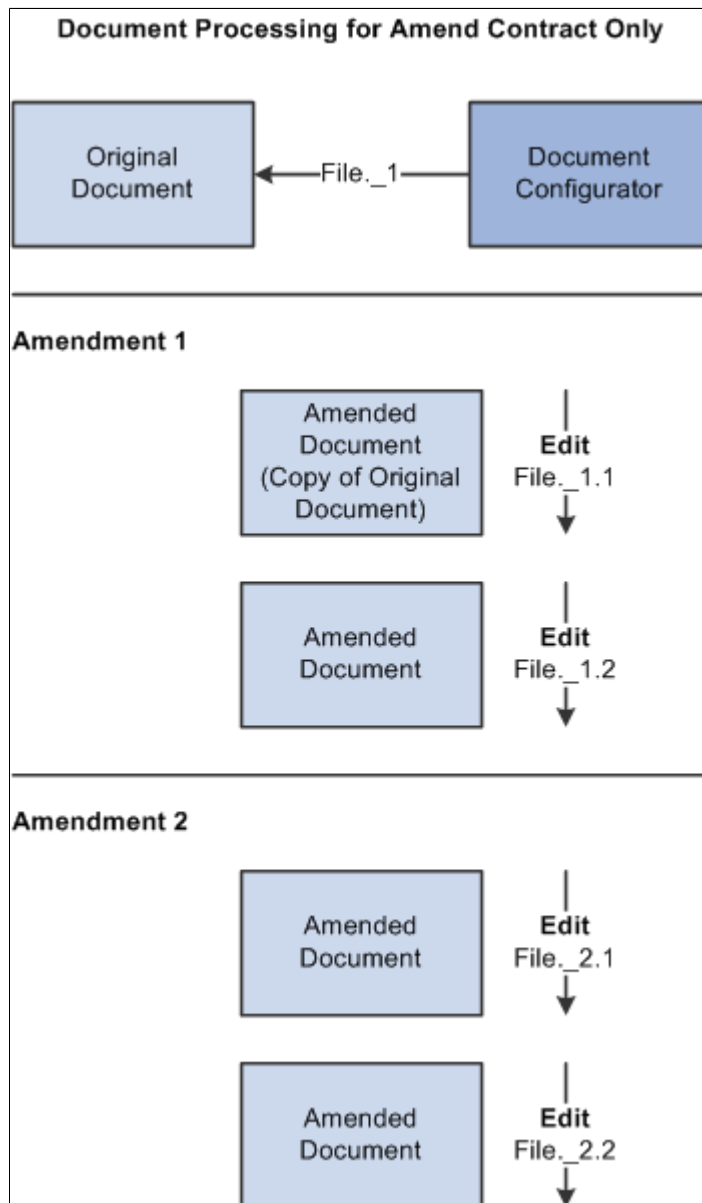 Document Processing for Amend Contract Only
Original
Document
File._1
Document
Configurator
Amendment 1
Amended
Document
(Copy of Original
Document)
Edit
File._1.1
Amended
Document
Edit
File._1.2
Amendment 2
Amended
Document
Edit
File._2.1
Amended
Document
Edit
File._2.2